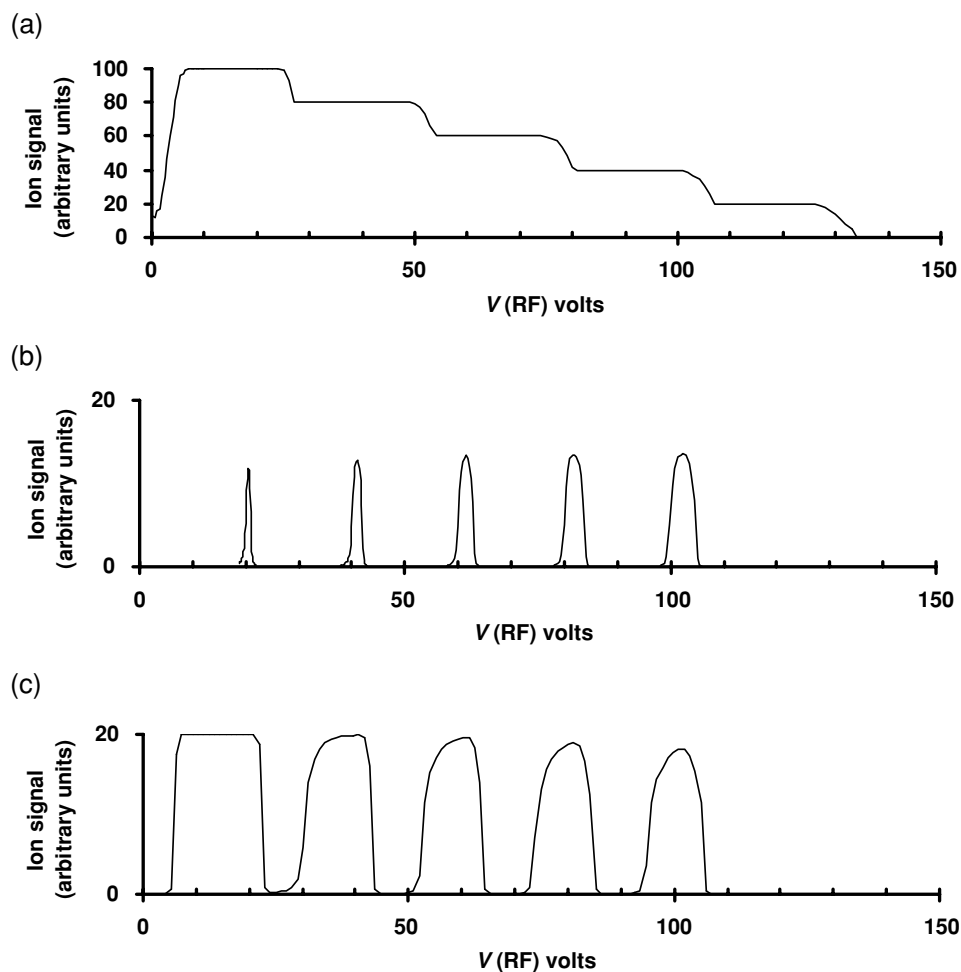 (a)
Ion signal
(arbitrary units)
100
80
60
40
20
0
0 50 100 150
V (RF) volts
(b)
Ion signal
(arbitrary units)
20
0
0 50 100 150
V (RF) volts
(c)
Ion signal
(arbitrary units)
20
0
0 50 100 150
V (RF) volts